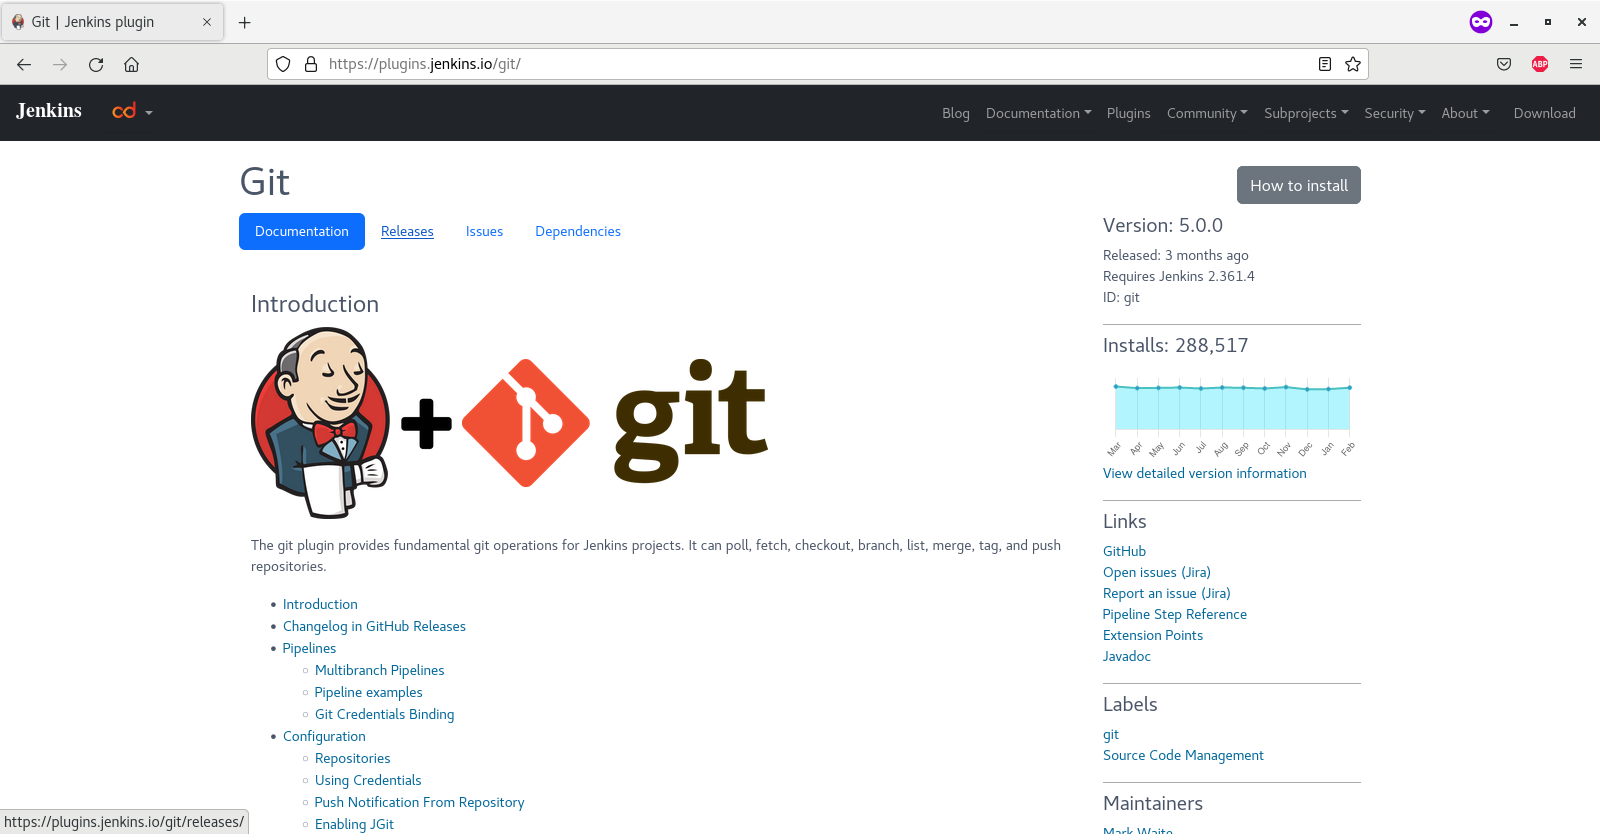 Git | Jenkins plugin
https://plugins.jenkins.io/git/
ABP
Jenkins
cd
Blog Documentation Plugins Community Subprojects Security About Download
Git
How to install
Documentation Releases Issues Dependencies
Introduction
git
The git plugin provides fundamental git operations for Jenkins projects. It can poll, fetch, checkout, branch, list, merge, tag, and push
repositories.
Introduction
Changelog in GitHub Releases
Pipelines
Multibranch Pipelines
Pipeline examples
Git Credentials Binding
Configuration
Repositories
Using Credentials
Push Notification From Repository
Enabling JGit
Version: 5.0.0
Released: 3 months ago
Requires Jenkins 2.361.4
ID: git
Installs: 288,517
Mar Apr May Jun Jul Aug Sep Oct Nov Dec Jan Feb
View detailed version information
Links
GitHub
Open issues (Jira)
Report an issue (Jira)
Pipeline Step Reference
Extension Points
Javadoc
Labels
git
Source Code Management
Maintainers
Mark Waite
https://plugins.jenkins.io/git/releases/